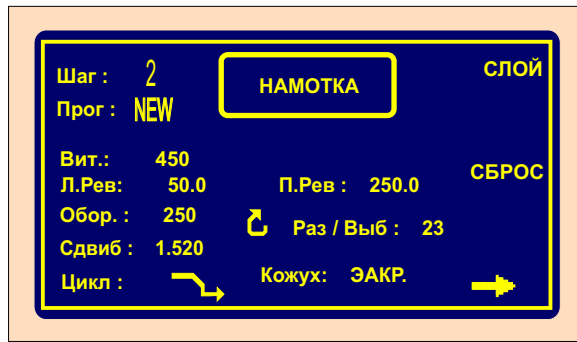 Шаг : 2 НАМОТКА СЛОЙ
Прог : NEW
Вит.: 450 СБРОС
Л.Рев: 50.0 П.Рев : 250.0
Обор. : 250 Раз / Выб : 23
Сдвиб : 1.520
Цикл : Кожух: ЭАКР.